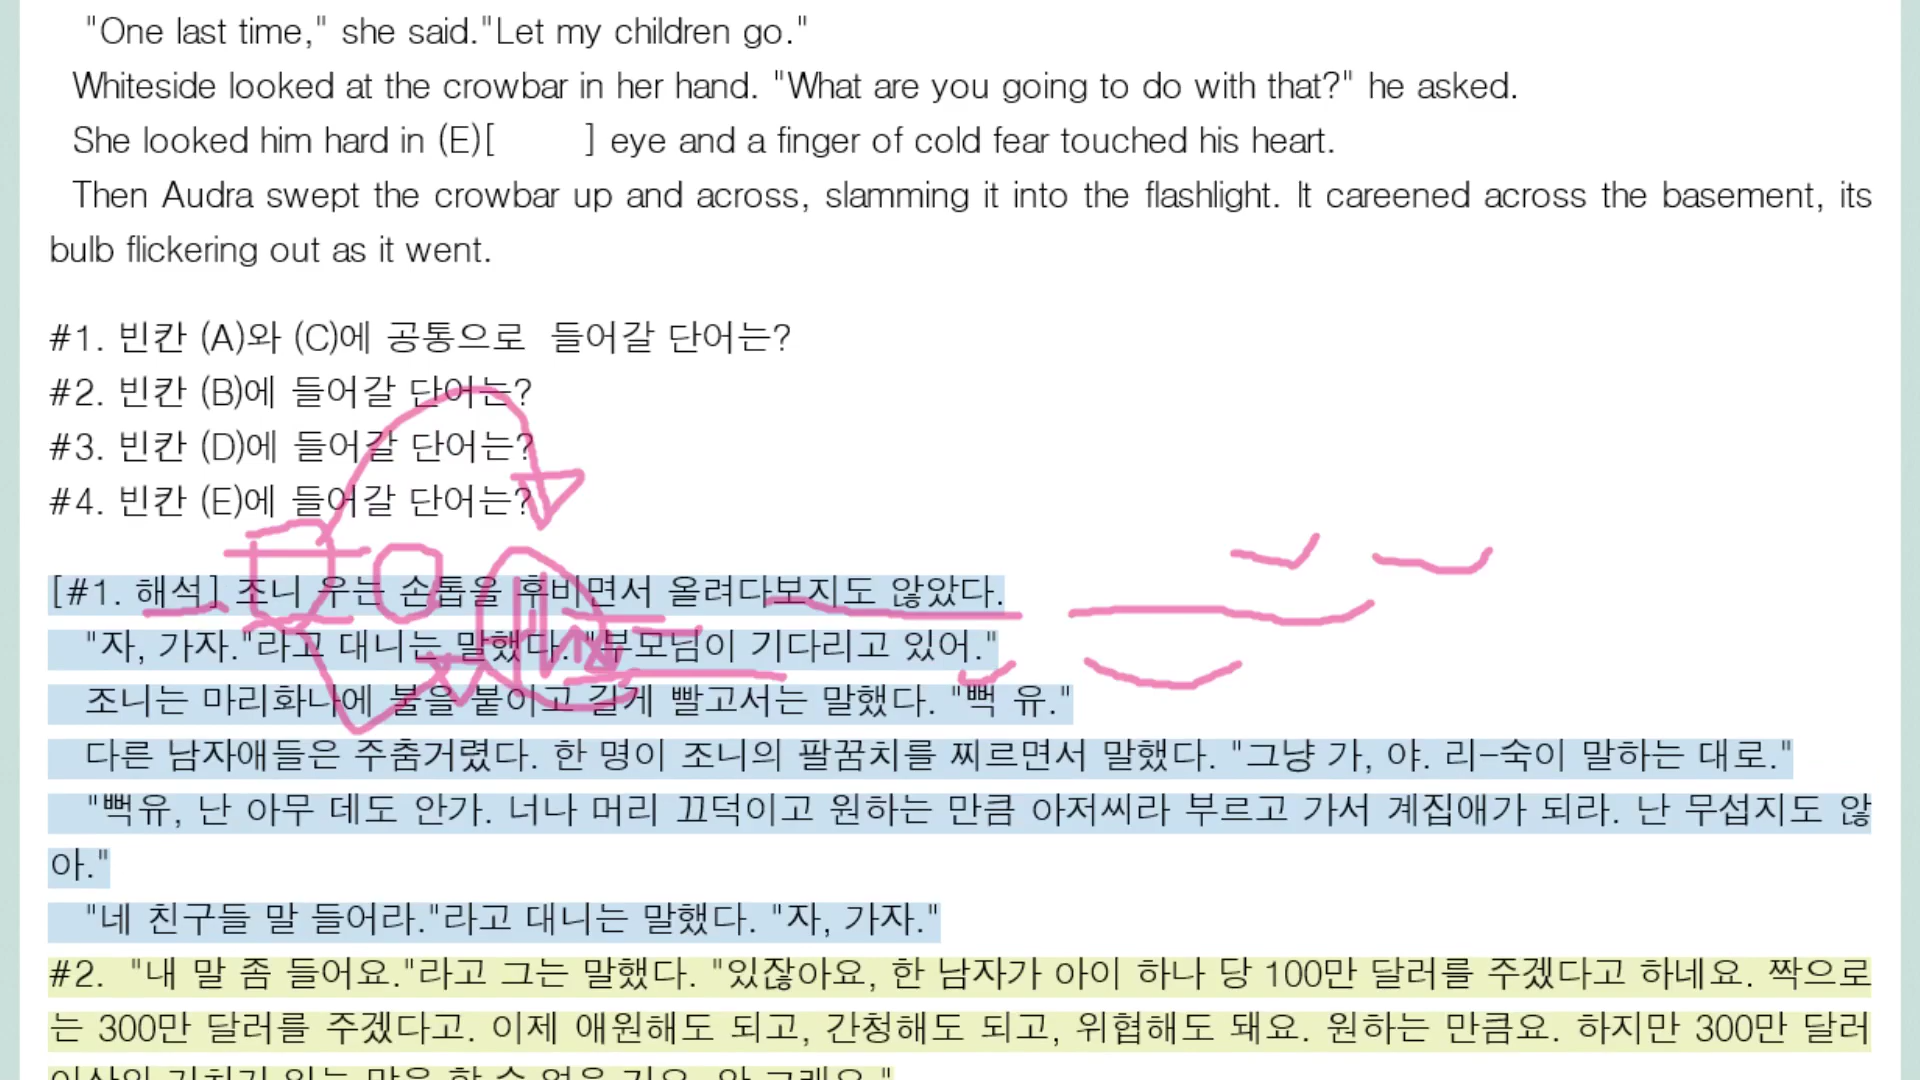 "One last time," she said."Let my children go."
Whiteside looked at the crowbar in her hand. "What are you going to do with that?" he asked.
She looked him hard in (E)[ ] eye and a finger of cold fear touched his heart.
Then Audra swept the crowbar up and across, slamming it into the flashlight. It careened across the basement, its
bulb flickering out as it went.
#1. 빈칸 (A)와 (C)에 공통으로 들어갈 단어는?
#2. 빈칸 (B)에 들어갈 단어는?
#3. 빈칸 (D)에 들어갈 단어는?
#4. 빈칸 (E)에 들어갈 단어는?
[#1. 해석] 조니 우는 손톱을 후비면서 올려다보지도 않았다.
"자, 가자."라고 대니는 말했다. "부모님이 기다리고 있어."
조니는 마리화나에 불을 붙이고 길게 빨고서는 말했다. "뻑 유."
다른 남자애들은 주춤거렸다. 한 명이 조니의 팔꿈치를 찌르면서 말했다. "그냥 가, 야. 리-숙이 말하는 대로."
"뻑유, 난 아무 데도 안가. 너나 머리 끄덕이고 원하는 만큼 아저씨라 부르고 가서 계집애가 되라. 난 무섭지도 않
아."
"네 친구들 말 들어라."라고 대니는 말했다. "자, 가자."
#2. "내 말 좀 들어요."라고 그는 말했다. "있잖아요, 한 남자가 아이 하나 당 100만 달러를 주겠다고 하네요. 짝으로
는 300만 달러를 주겠다고. 이제 애원해도 되고, 간청해도 되고, 위협해도 돼요. 원하는 만큼요. 하지만 300만 달러